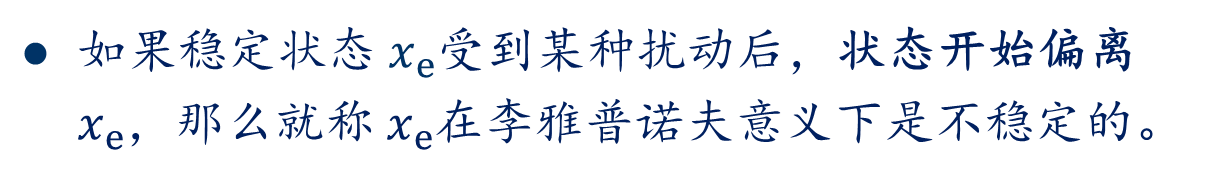 • 如果稳定状态 xₑ受到某种扰动后，状态开始偏离
xₑ，那么就称 xₑ在李雅普诺夫意义下是不稳定的。